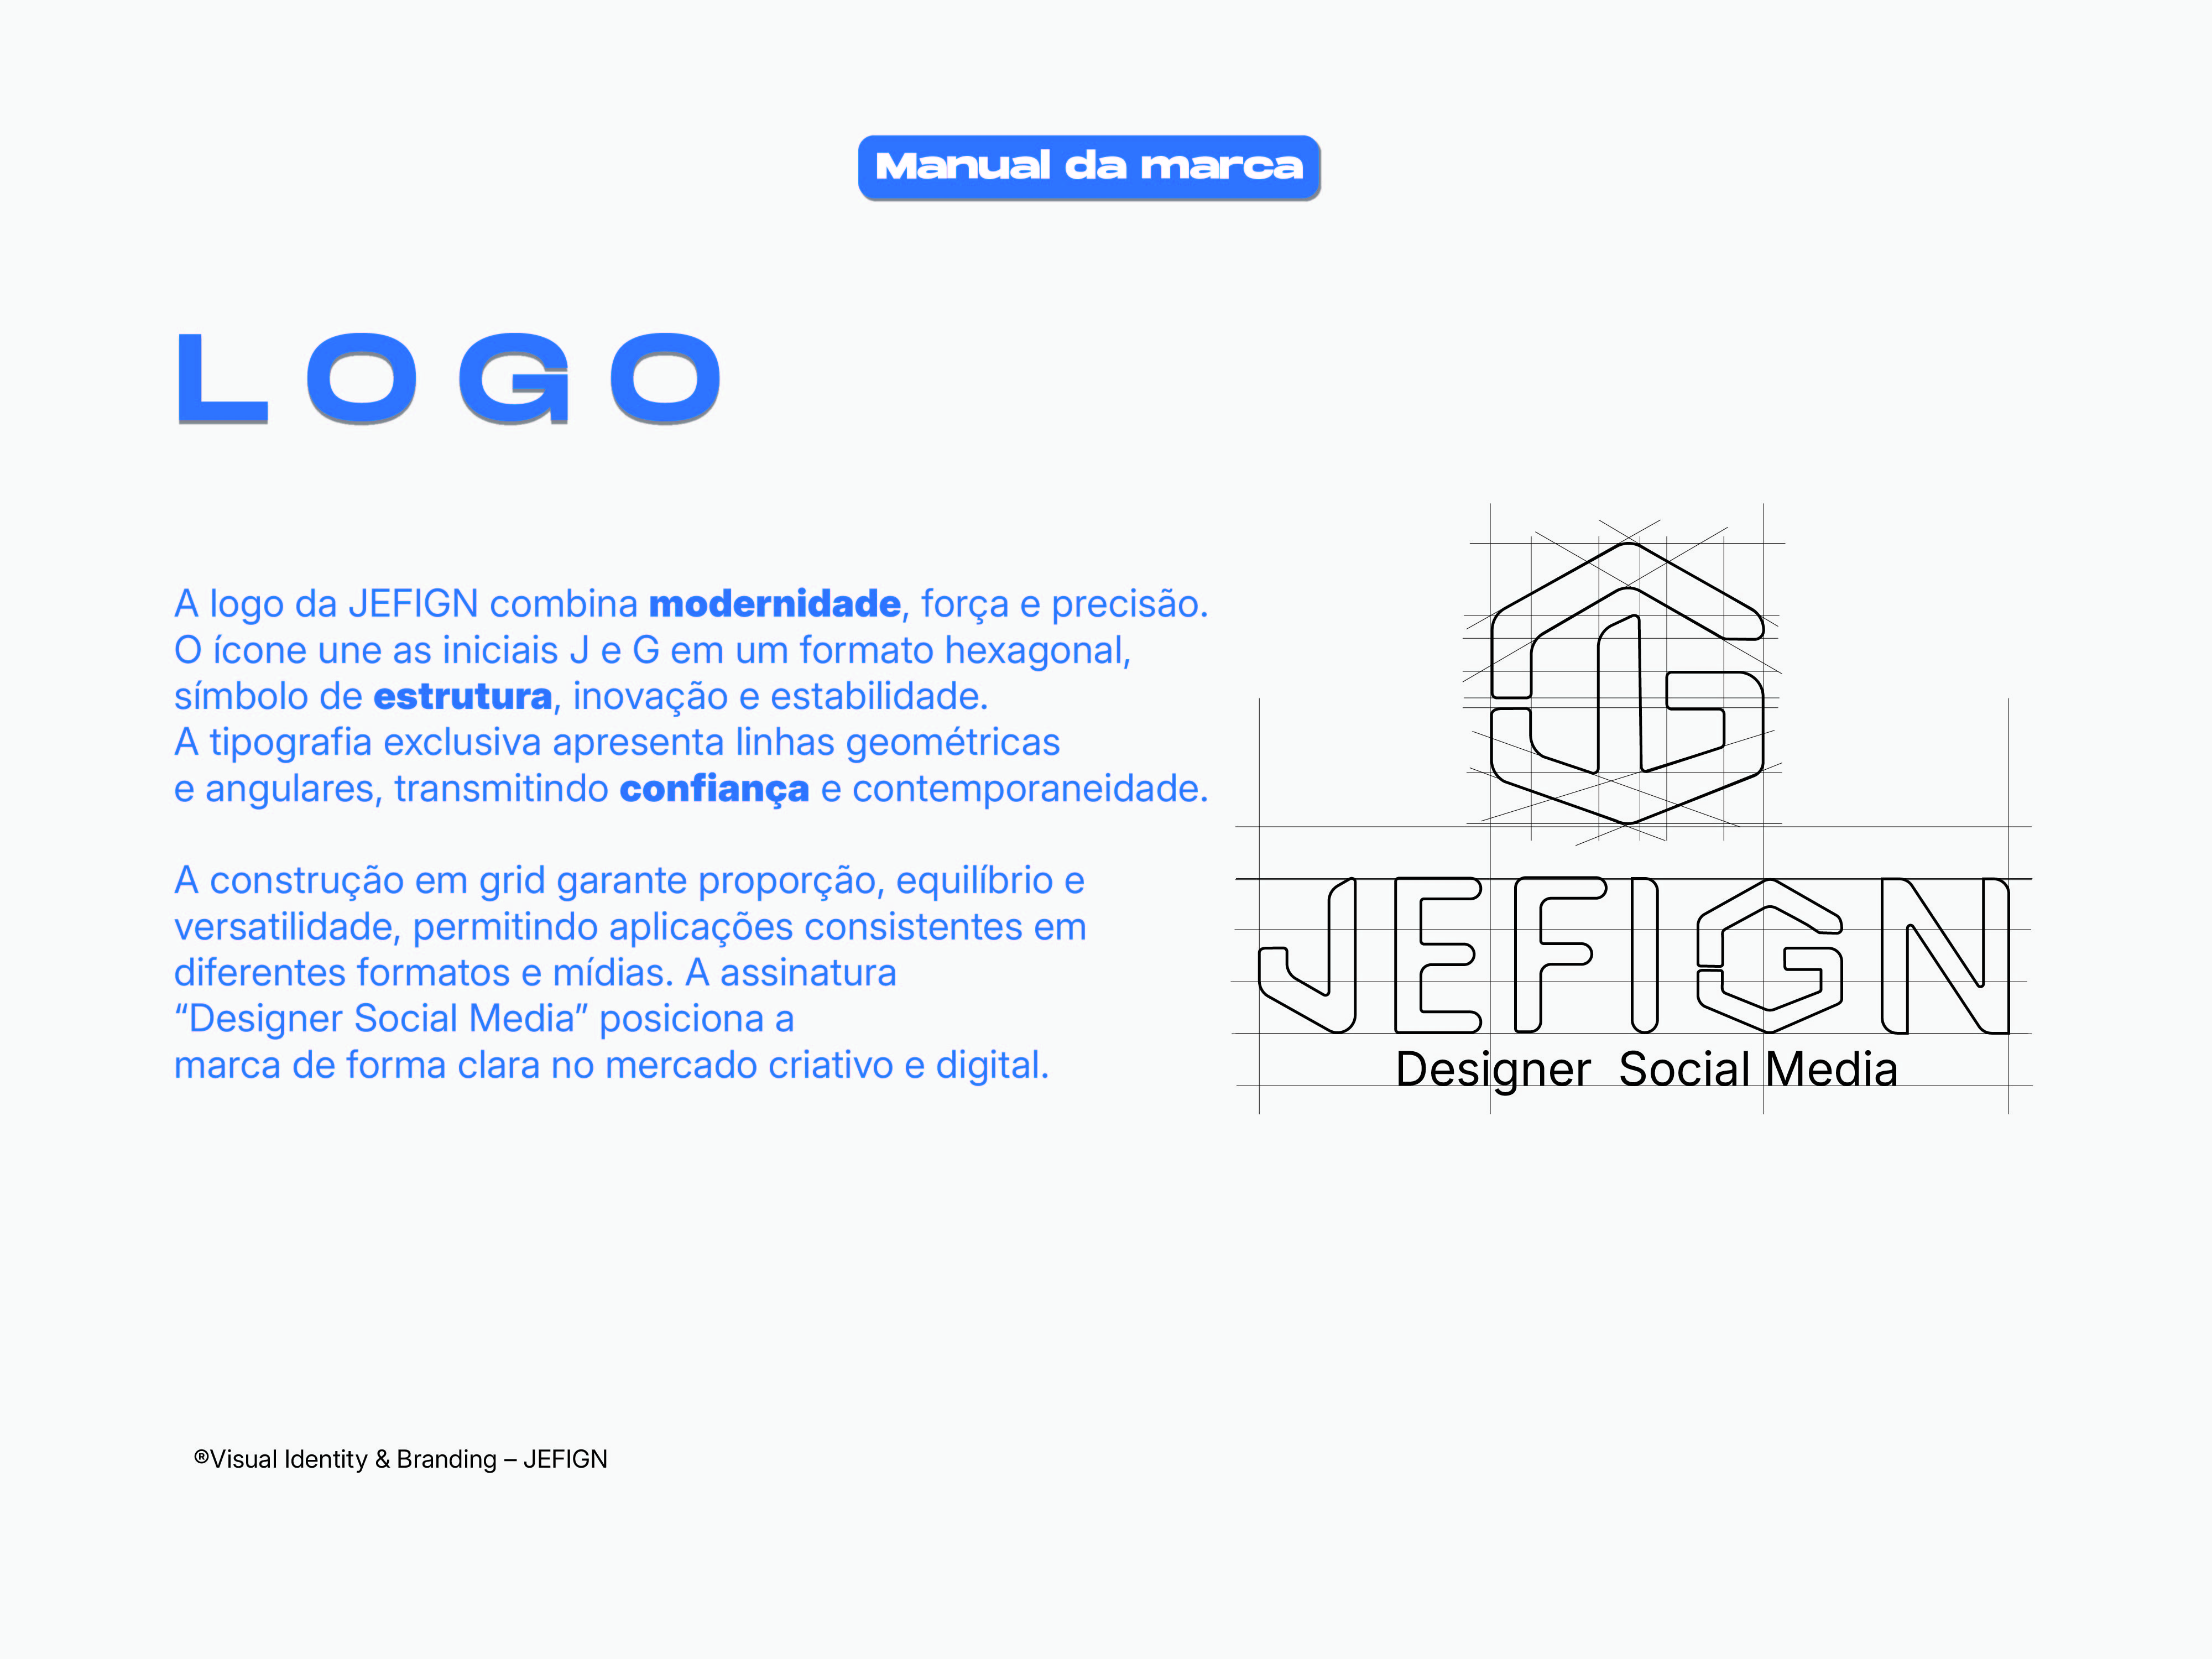 Manual da marca
LOGO
A logo da JEFIGN combina modernidade, força e precisão.
O ícone une as iniciais J e G em um formato hexagonal,
símbolo de estrutura, inovação e estabilidade.
A tipografia exclusiva apresenta linhas geométricas
e angulares, transmitindo confiança e contemporaneidade.
A construção em grid garante proporção, equilíbrio e
versatilidade, permitindo aplicações consistentes em
diferentes formatos e mídias. A assinatura
“Designer Social Media” posiciona a
marca de forma clara no mercado criativo e digital.
JG
JEFIGN
Designer Social Media
®Visual Identity & Branding – JEFIGN